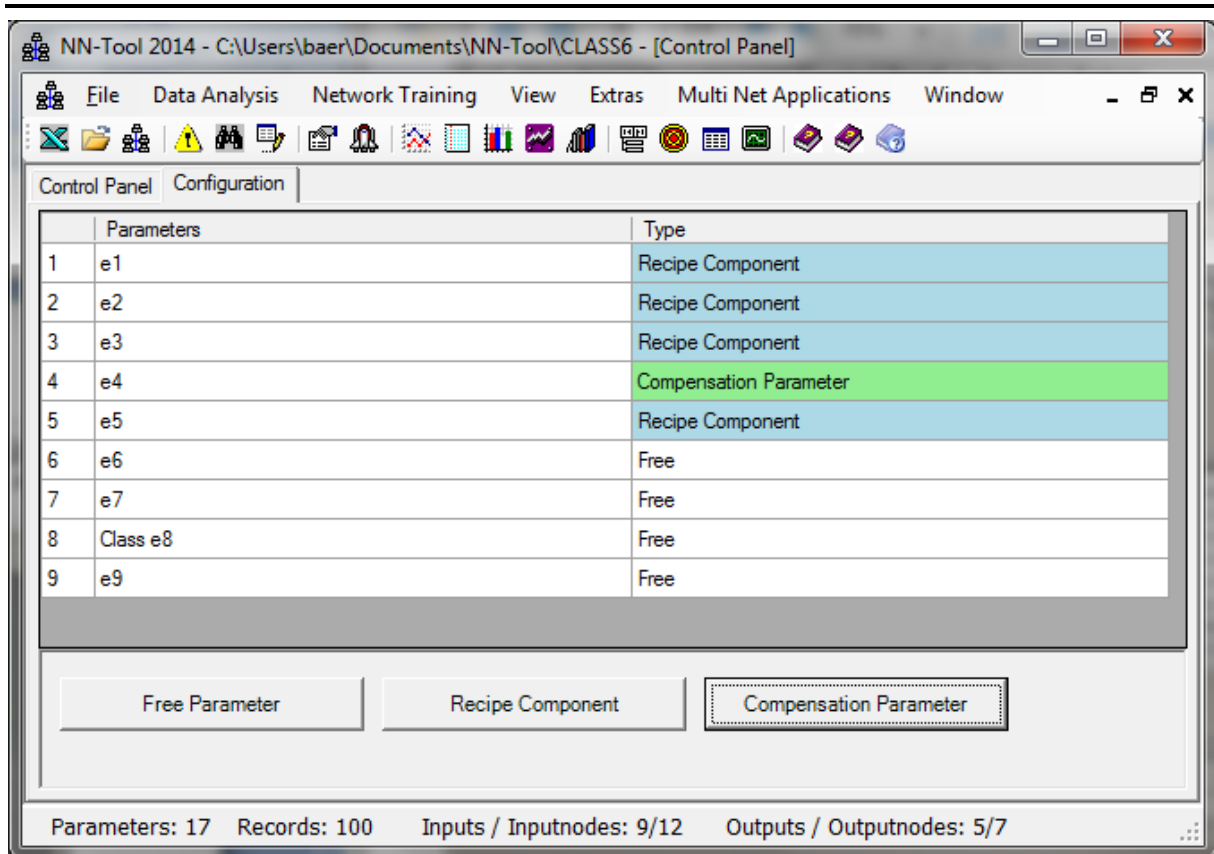 NN-Tool 2014 - C:\Users\baer\Documents\NN-Tool\CLASS6 - [Control Panel]
File Data Analysis Network Training View Extras Multi Net Applications Window
Control Panel Configuration
Parameters Type
1 e1 Recipe Component
2 e2 Recipe Component
3 e3 Recipe Component
4 e4 Compensation Parameter
5 e5 Recipe Component
6 e6 Free
7 e7 Free
8 Class e8 Free
9 e9 Free
Free Parameter Recipe Component Compensation Parameter
Parameters: 17 Records: 100 Inputs / Inputnodes: 9/12 Outputs / Outputnodes: 5/7